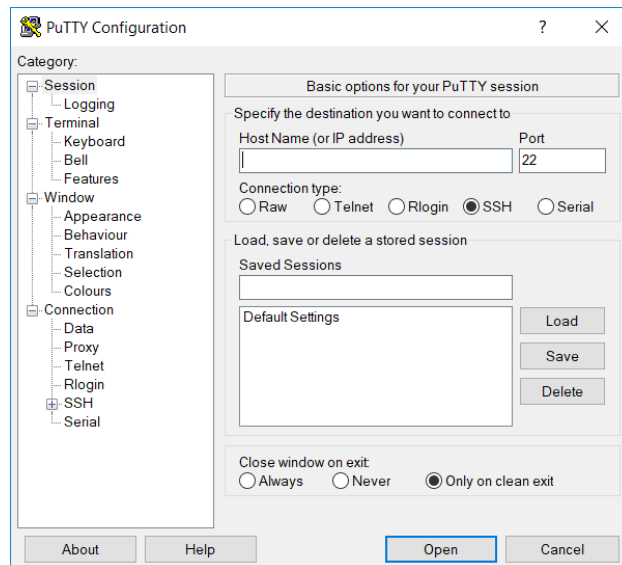 PuTTY Configuration ? ×
Category:
Session
Logging
Terminal
Keyboard
Bell
Features
Window
Appearance
Behaviour
Translation
Selection
Colours
Connection
Data
Proxy
Telnet
Rlogin
SSH
Serial
Basic options for your PuTTY session
Specify the destination you want to connect to
Host Name (or IP address) Port
22
Connection type:
Raw Telnet Rlogin SSH Serial
Load, save or delete a stored session
Saved Sessions
Default Settings
Load
Save
Delete
Close window on exit:
Always Never Only on clean exit
About Help Open Cancel